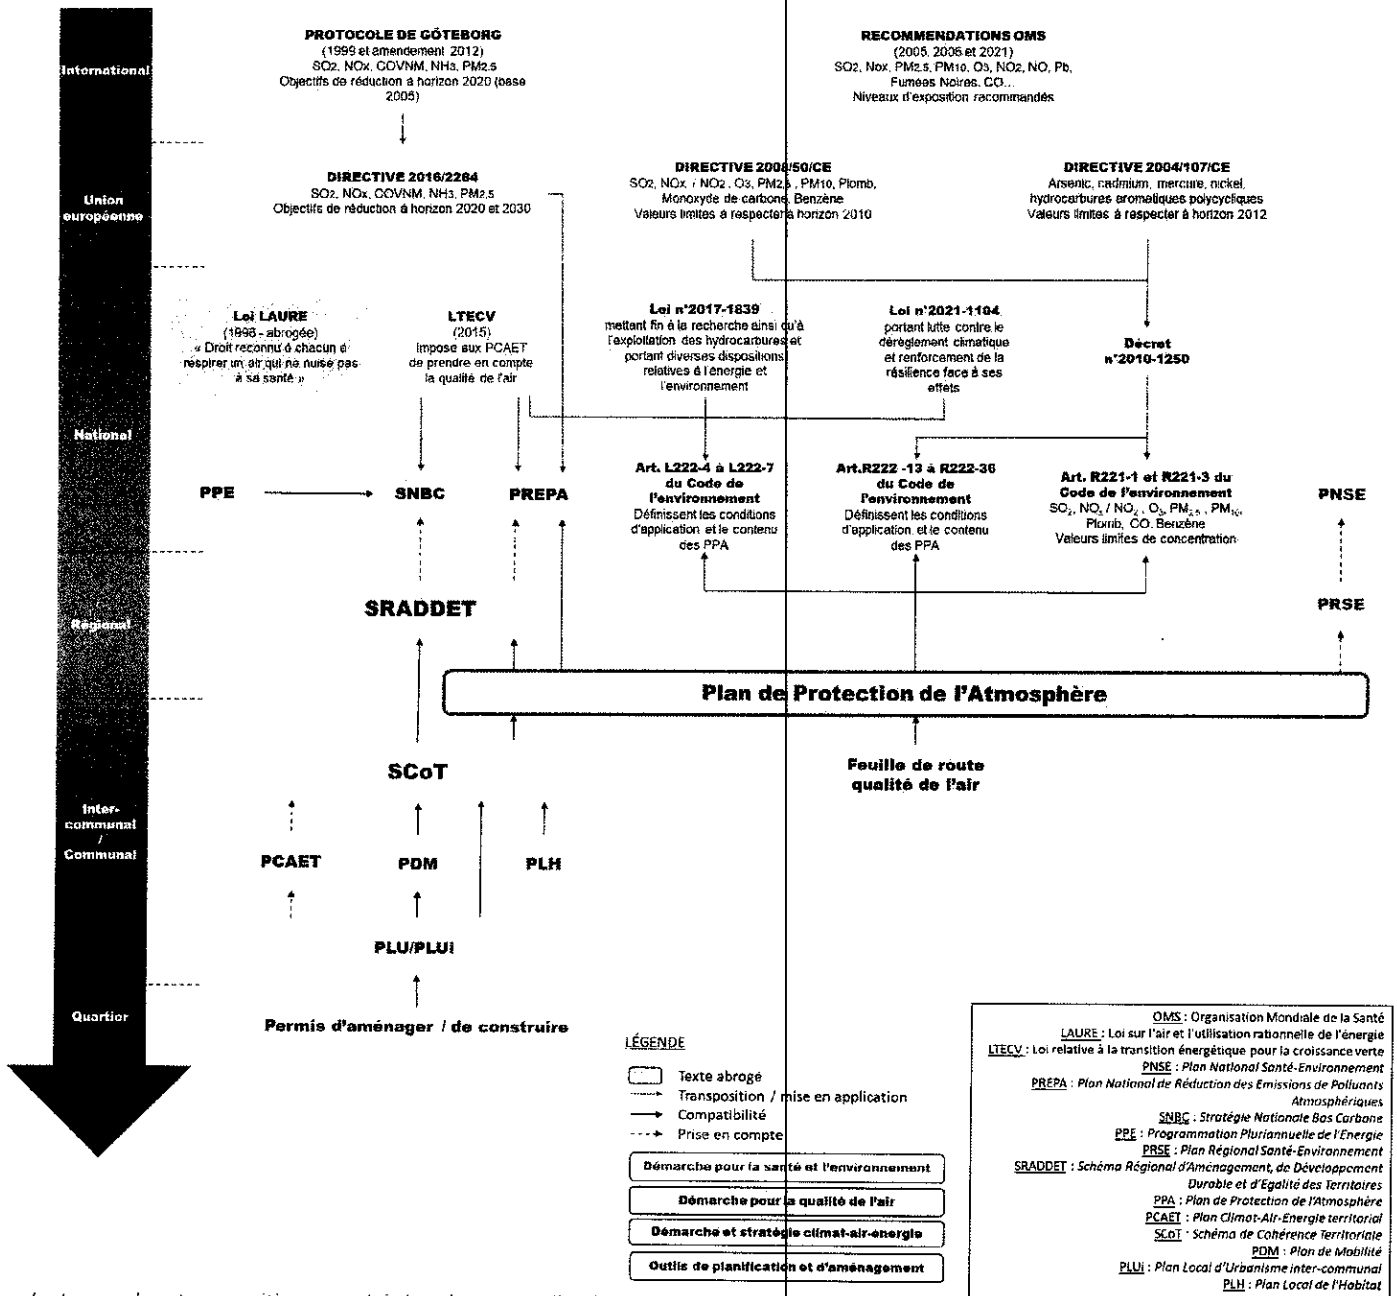 International
PROTOCOLE DE GÖTEBORG
(1999 et amendement 2012)
SO2, NOx, COVNM, NH3, PM2.5
Objectifs de réduction à horizon 2020 (base
2005)
RECOMMENDATIONS OMS
(2005, 2006 et 2021)
SO2, Nox, PM2.5, PM10, O3, NO2, NO, Pb,
Fumées Noires, CO...
Niveaux d'exposition recommandés
Union
européenne
DIRECTIVE 2016/2284
SO2, NOx, COVNM, NH3, PM2.5
Objectifs de réduction à horizon 2020 et 2030
DIRECTIVE 2008/50/CE
SO2, NOx / NO2, O3, PM2,5 , PM10, Plomb,
Monoxyde de carbone, Benzène
Valeurs limites à respecter à horizon 2010
DIRECTIVE 2004/107/CE
Arsenic, cadmium, mercure, nickel,
hydrocarbures aromatiques polycycliques
Valeurs limites à respecter à horizon 2012
National
Loi LAURE
(1996 - abrogée)
« Droit reconnu à chacun à
respirer un air qui ne nuise pas
à sa santé »
LTECV
(2015)
Impose aux PCAET
de prendre en compte
la qualité de l'air
Loi n°2017-1839
mettant fin à la recherche ainsi qu'à
l'exploitation des hydrocarbures et
portant diverses dispositions
relatives à l'énergie et
l'environnement
Loi n°2021-1104
portant lutte contre le
dérèglement climatique
et renforcement de la
résilience face à ses
effets
Décret
n°2010-1250
PPE
SNBC
PREPA
Art. L222-4 à L222-7
du Code de
l'environnement
Définissent les conditions
d'application et le contenu
des PPA
Art.R222 -13 à R222-36
du Code de
l'environnement
Définissent les conditions
d'application et le contenu
des PPA
Art. R221-1 et R221-3 du
Code de l'environnement
SO2, NOx / NO2 , O3, PM2,5 , PM10,
Plomb, CO, Benzène
Valeurs limites de concentration
PNSE
Régional
SRADDET
PRSE
Plan de Protection de l'Atmosphère
Inter-
communal
/
Communal
SCoT
Feuille de route
qualité de l'air
PCAET
PDM
PLH
PLU/PLUi
Quartier
Permis d'aménager / de construire
LÉGENDE
Texte abrogé
Transposition / mise en application
Compatibilité
Prise en compte
Démarche pour la santé et l'environnement
Démarche pour la qualité de l'air
Démarche et stratégie climat-air-énergie
Outils de planification et d'aménagement
OMS : Organisation Mondiale de la Santé
LAURE : Loi sur l'air et l'utilisation rationnelle de l'énergie
LTECV : Loi relative à la transition énergétique pour la croissance verte
PNSE : Plan National Santé-Environnement
PREPA : Plan National de Réduction des Emissions de Polluants
Atmosphériques
SNBC : Stratégie Nationale Bas Carbone
PPE : Programmation Pluriannuelle de l'Energie
PRSE : Plan Régional Santé-Environnement
SRADDET : Schéma Régional d'Aménagement, de Développement
Durable et d'Egalité des Territoires
PPA : Plan de Protection de l'Atmosphère
PCAET : Plan Climat-Air-Energie territorial
SCoT : Schéma de Cohérence Territoriale
PDM : Plan de Mobilité
PLUi : Plan Local d'Urbanisme inter-communal
PLH : Plan Local de l'Habitat